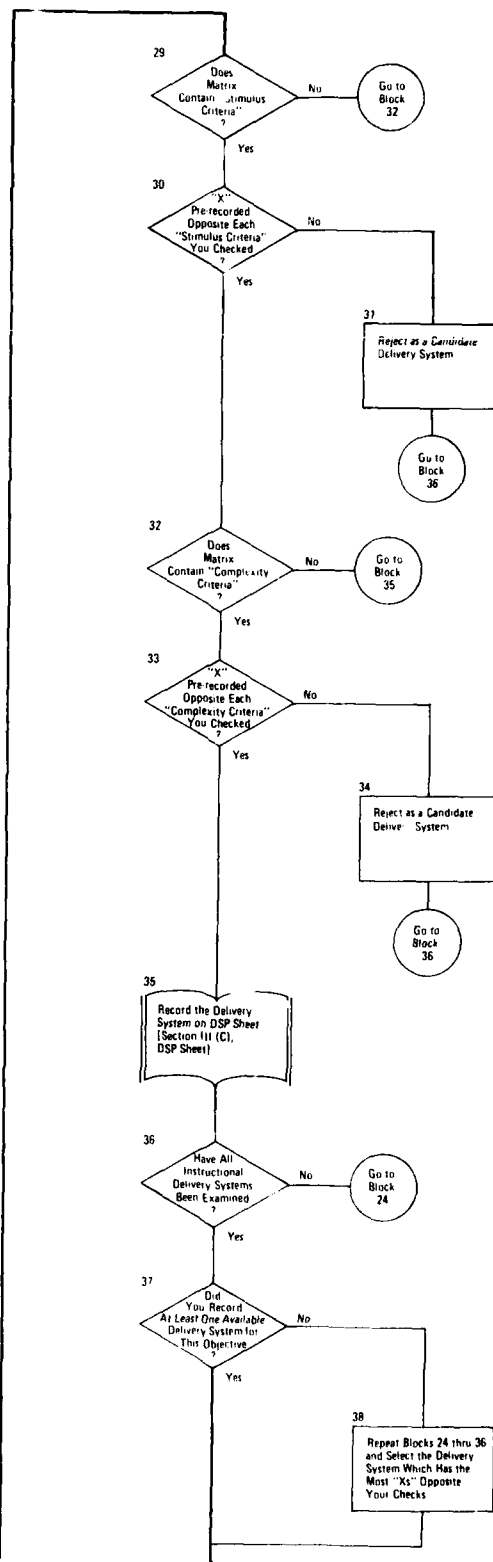 29
Does
Matrix
Contain Stimulus
Criteria"
?
No
Go to
Block
32
Yes
30
"X"
Pre-recorded
Opposite Each
"Stimulus Criteria"
You Checked
?
No
Yes
31
Reject as a Candidate
Delivery System
Go to
Block
36
32
Does
Matrix
Contain "Complexity
Criteria"
?
No
Go to
Block
35
Yes
33
"X"
Pre-recorded
Opposite Each
"Complexity Criteria"
You Checked
?
No
Yes
34
Reject as a Candidate
System
Go to
Block
36
35
Record the Delivery
System on DSP Sheet
[Section III (C),
DSP Sheet]
36
Have All
Instructional
Delivery Systems
Been Examined
?
No
Go to
Block
24
Yes
37
Did
You Record
At Least One Available
Delivery System for
This Objective
?
No
Yes
38
Repeat Blocks 24 thru 36
and Select the Delivery
System Which Has the
Most "Xs" Opposite
Your Checks